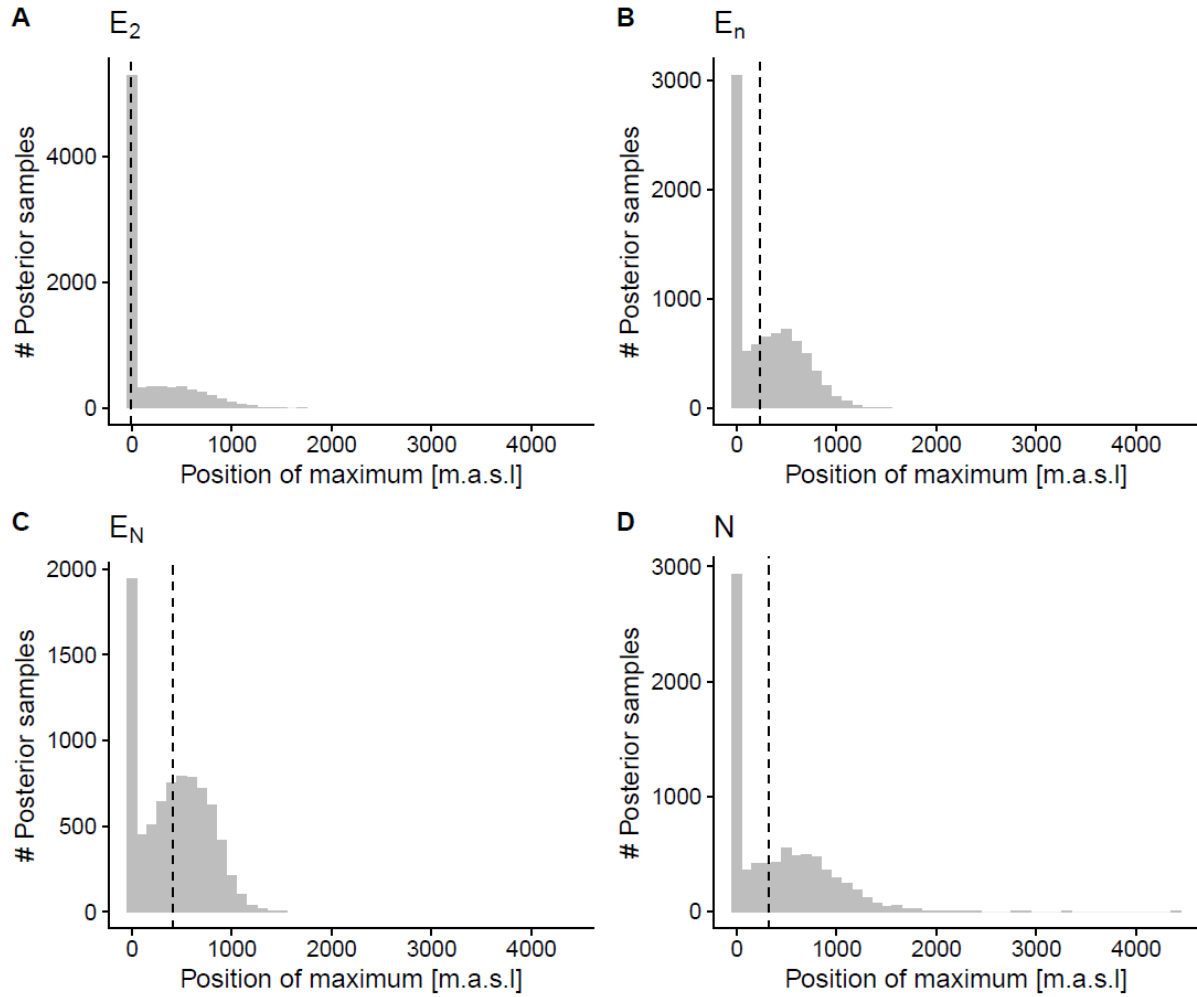 A
E₂
# Posterior samples
4000
2000
0
0 1000 2000 3000 4000
Position of maximum [m.a.s.l]
B
Eₙ
# Posterior samples
3000
2000
1000
0
0 1000 2000 3000 4000
Position of maximum [m.a.s.l]
C
E_N
# Posterior samples
2000
1500
1000
500
0
0 1000 2000 3000 4000
Position of maximum [m.a.s.l]
D
N
# Posterior samples
3000
2000
1000
0
0 1000 2000 3000 4000
Position of maximum [m.a.s.l]